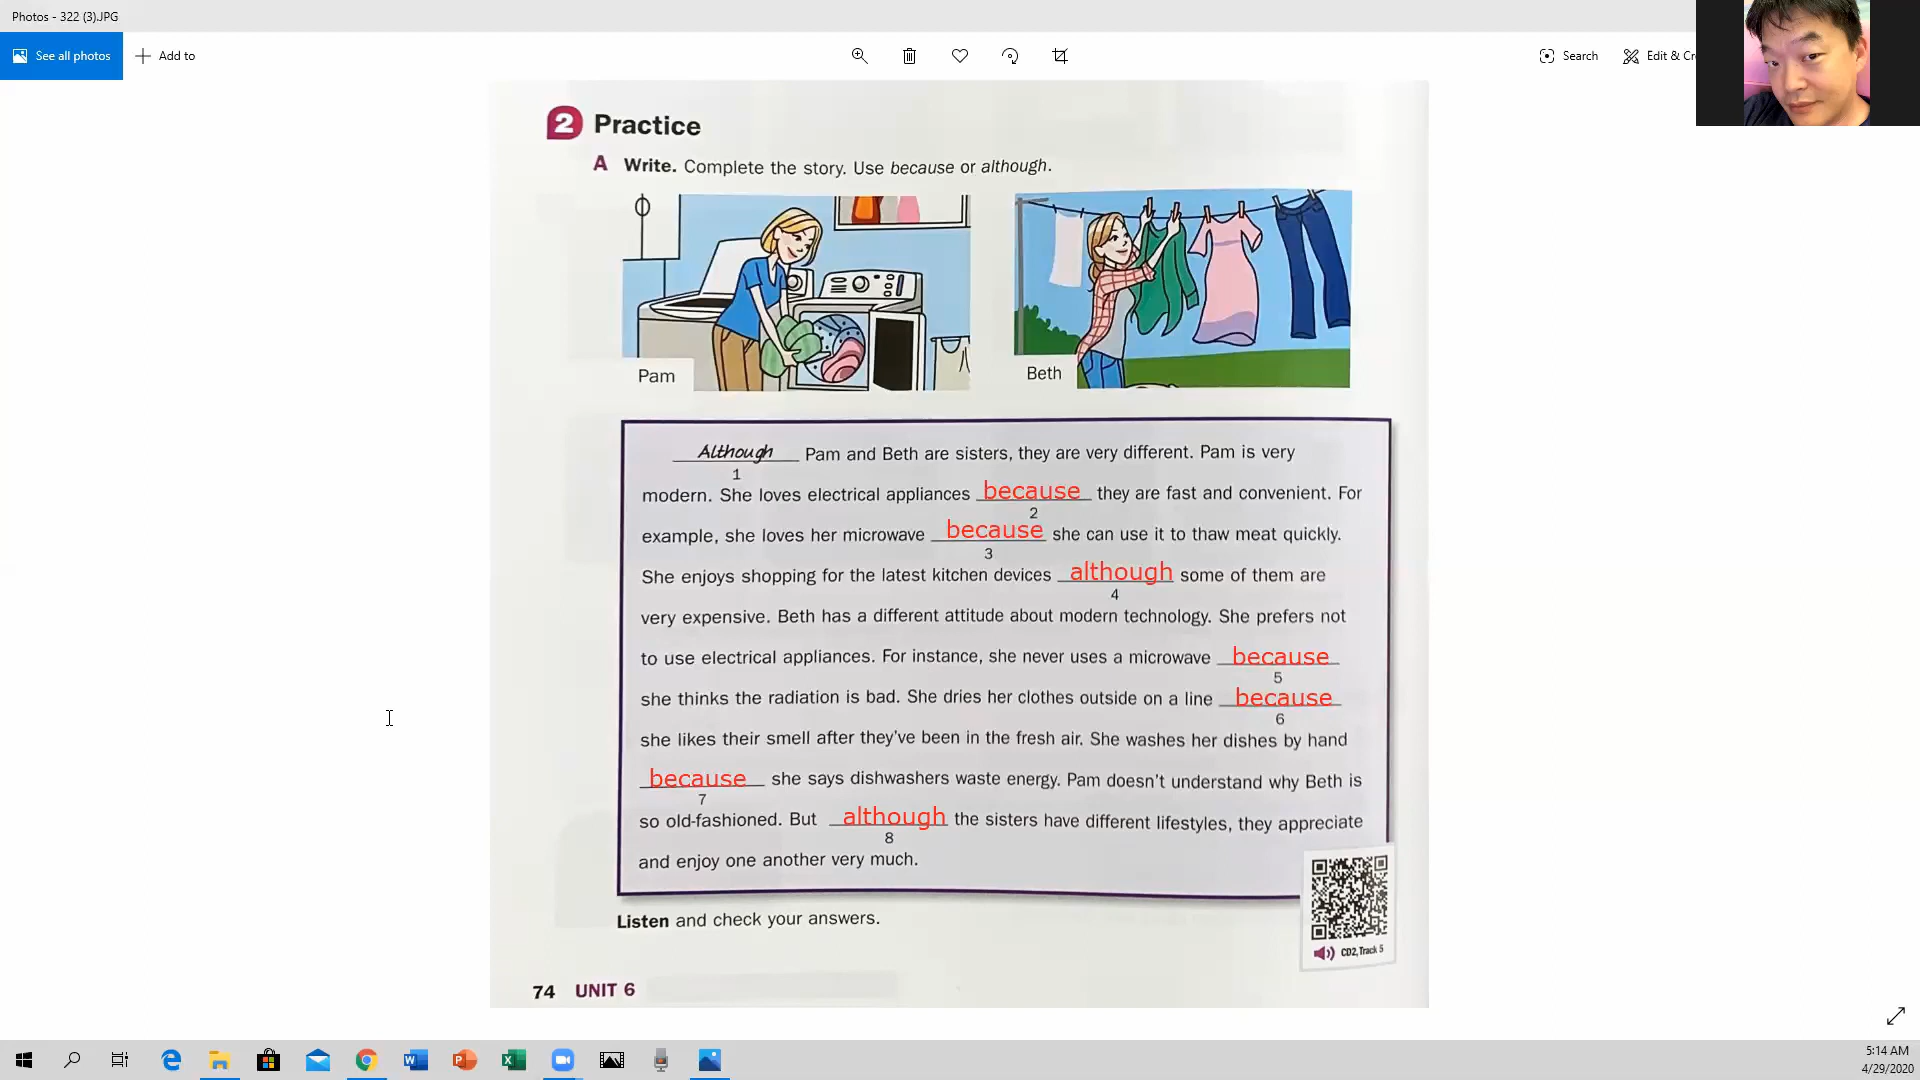 Photos - 322 (3).JPG
See all photos
Add to
Search
Edit & Cr
2 Practice
A Write. Complete the story. Use because or although.
Pam
Beth
Although Pam and Beth are sisters, they are very different. Pam is very
1
modern. She loves electrical appliances because they are fast and convenient. For
2
example, she loves her microwave because she can use it to thaw meat quickly.
3
She enjoys shopping for the latest kitchen devices although some of them are
4
very expensive. Beth has a different attitude about modern technology. She prefers not
to use electrical appliances. For instance, she never uses a microwave because
5
she thinks the radiation is bad. She dries her clothes outside on a line because
6
she likes their smell after they've been in the fresh air. She washes her dishes by hand
because she says dishwashers waste energy. Pam doesn't understand why Beth is
7
so old-fashioned. But although the sisters have different lifestyles, they appreciate
8
and enjoy one another very much.
CD2, Track 5
Listen and check your answers.
74 UNIT 6
5:14 AM
4/29/2020